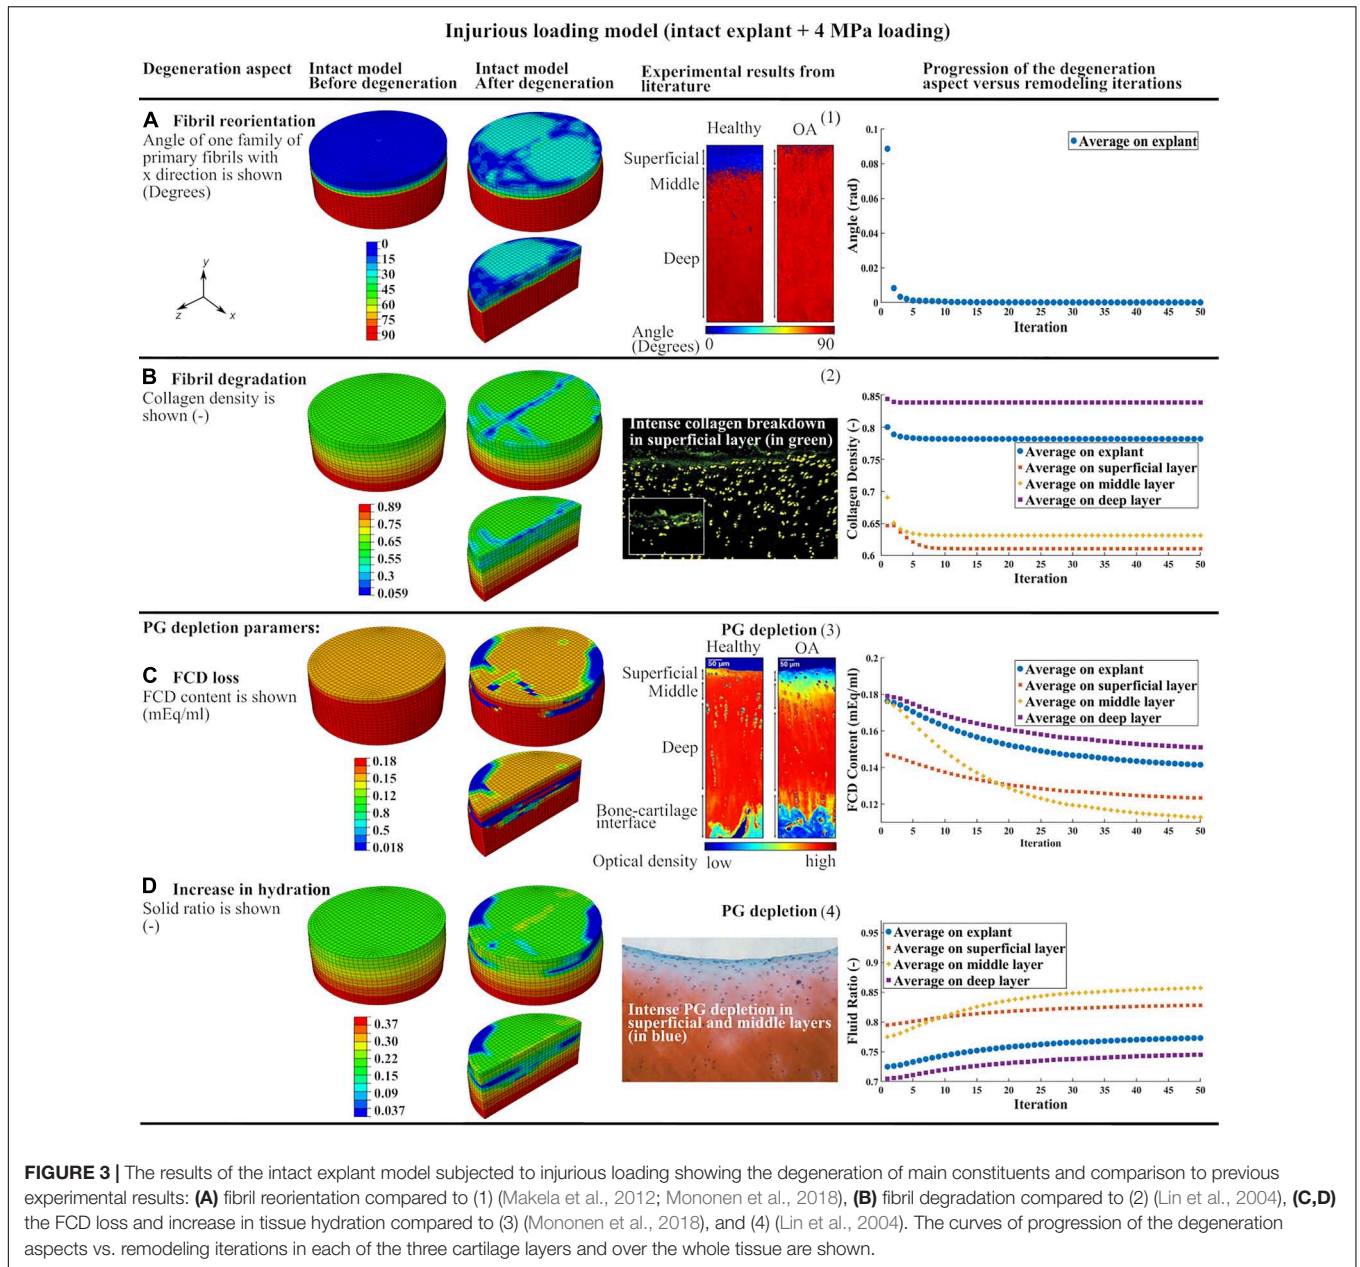 Injurious loading model (intact explant + 4 MPa loading)
Degeneration aspect
Intact model
Before degeneration
Intact model
After degeneration
Experimental results from
literature
Progression of the degeneration
aspect versus remodeling iterations
A Fibril reorientation
Angle of one family of
primary fibrils with
x direction is shown
(Degrees)
y
z
x
0
15
30
45
60
75
90
(1)
Healthy
OA
Superficial
Middle
Deep
Angle
(Degrees)
0
90
0.1
0.08
0.06
0.04
0.02
0
Angle (rad)
Average on explant
1 5 10 15 20 25 30 35 40 45 50
Iteration
B Fibril degradation
Collagen density is
shown (-)
0.89
0.75
0.65
0.55
0.3
0.059
(2)
Intense collagen breakdown
in superficial layer (in green)
0.85
0.8
0.75
0.7
0.65
0.6
Collagen Density (-)
Average on explant
Average on superficial layer
Average on middle layer
Average on deep layer
1 5 10 15 20 25 30 35 40 45 50
Iteration
PG depletion paramers:
C FCD loss
FCD content is shown
(mEq/ml)
0.18
0.15
0.12
0.8
0.5
0.018
PG depletion (3)
Healthy
OA
50 µm
50 µm
Superficial
Middle
Deep
Bone-cartilage
interface
Optical density
low
high
0.2
0.18
0.16
0.14
0.12
FCD Content (mEq/ml)
Average on explant
Average on superficial layer
Average on middle layer
Average on deep layer
1 5 10 15 20 25 30 35 40 45 50
Iteration
D Increase in hydration
Solid ratio is shown
(-)
0.37
0.30
0.22
0.15
0.09
0.037
PG depletion (4)
Intense PG depletion in
superficial and middle layers
(in blue)
0.95
0.9
0.85
0.8
0.75
0.7
Fluid Ratio (-)
Average on explant
Average on superficial layer
Average on middle layer
Average on deep layer
1 5 10 15 20 25 30 35 40 45 50
Iteration
FIGURE 3 | The results of the intact explant model subjected to injurious loading showing the degeneration of main constituents and comparison to previous
experimental results: (A) fibril reorientation compared to (1) (Makela et al., 2012; Mononen et al., 2018), (B) fibril degradation compared to (2) (Lin et al., 2004), (C,D)
the FCD loss and increase in tissue hydration compared to (3) (Mononen et al., 2018), and (4) (Lin et al., 2004). The curves of progression of the degeneration
aspects vs. remodeling iterations in each of the three cartilage layers and over the whole tissue are shown.